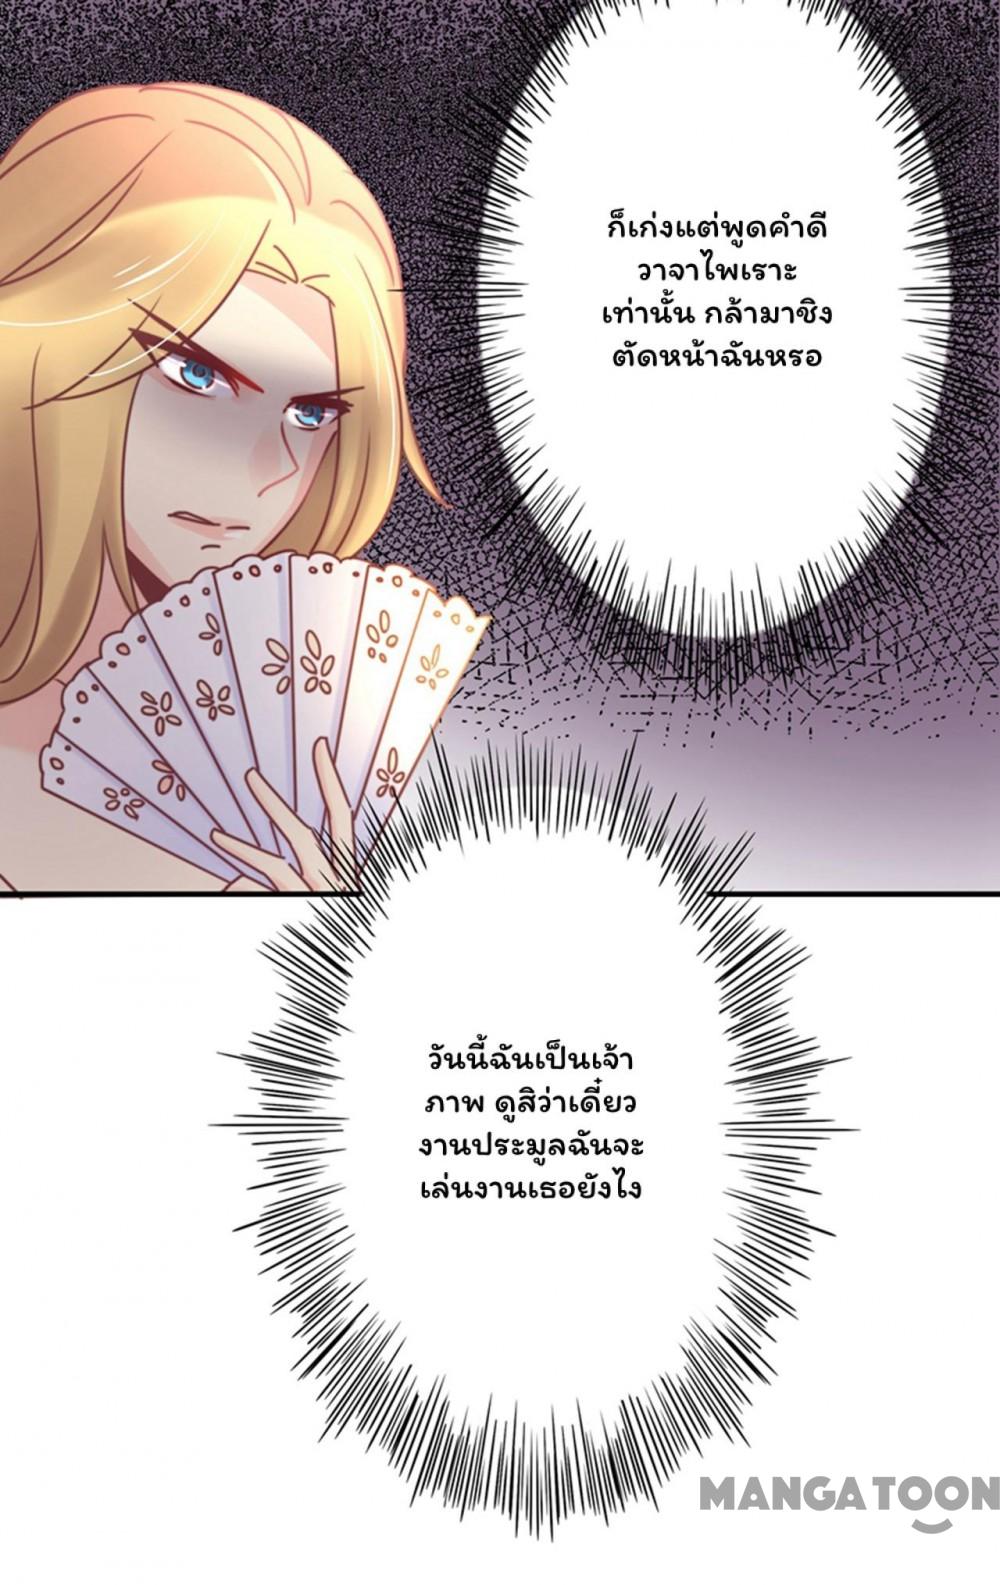 ก็เก่งแต่พูดคำดี
วาจาไพเราะ
เท่านั้น กล้ามาชิง
ตัดหน้าฉันหรอ
วันนี้ฉันเป็นเจ้า
ภาพ ดูสิว่าเดี๋ยว
งานประมูลฉันจะ
เล่นงานเธอยังไง
MANGATOON